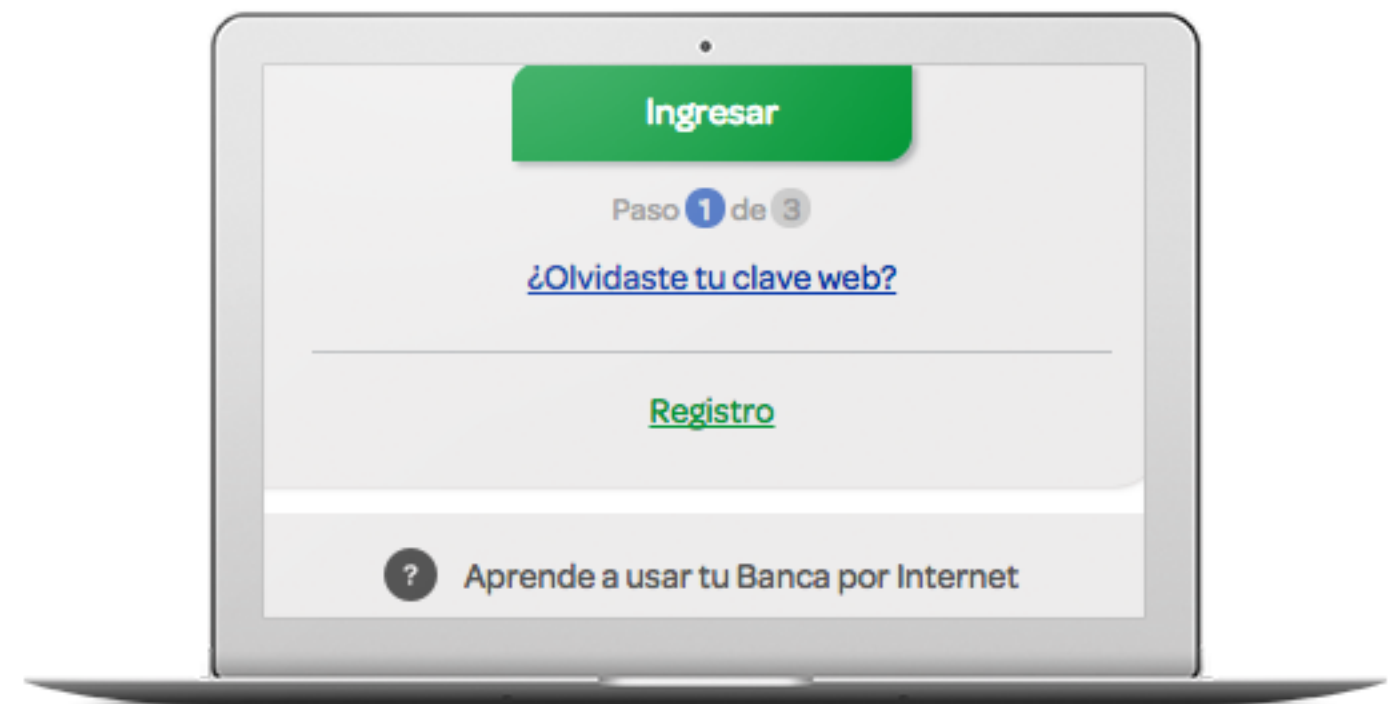 Ingresar
Paso 1 de 3
¿Olvidaste tu clave web?
Registro
? Aprende a usar tu Banca por Internet